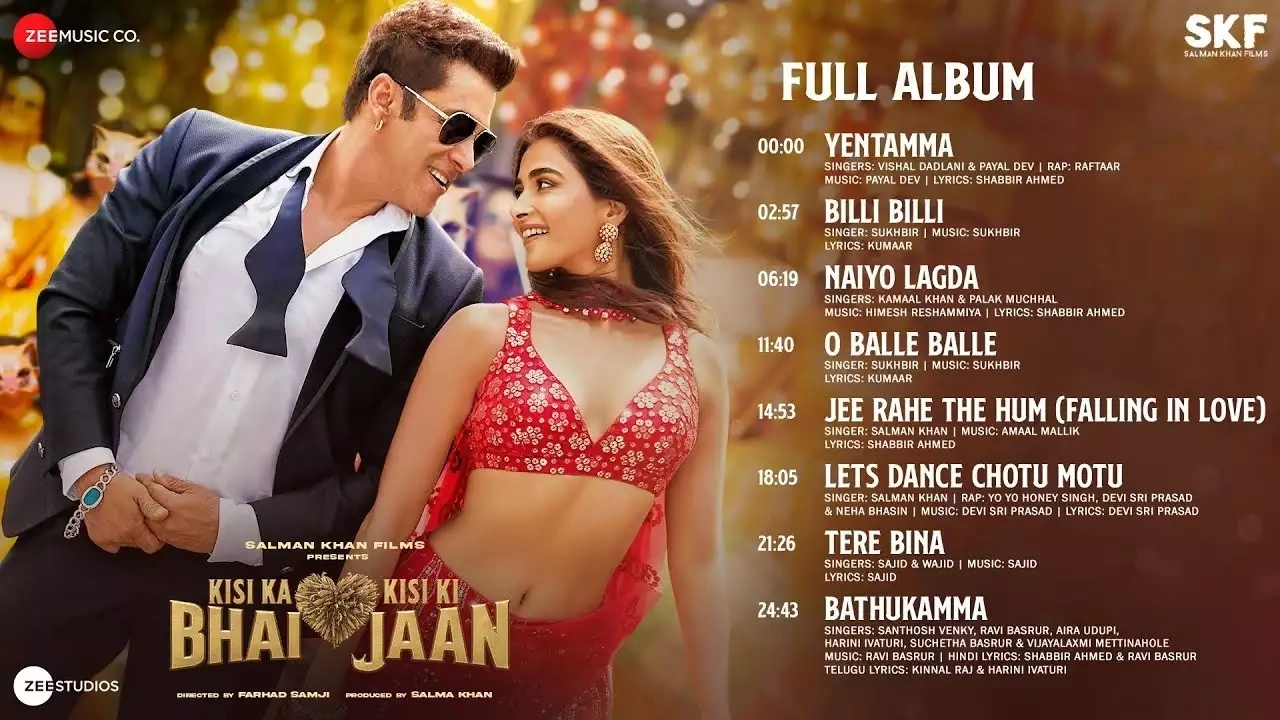 ZEE MUSIC CO.
SKF
SALMAN KHAN FILMS
FULL ALBUM
00:00 YENTAMMA
SINGERS: VISHAL DADLANI & PAYAL DEV | RAP: RAFTAAR
MUSIC: PAYAL DEV | LYRICS: SHABBIR AHMED
02:57 BILLI BILLI
SINGER: SUKHBIR | MUSIC: SUKHBIR
LYRICS: KUMAAR
06:19 NAIYO LAGDA
SINGERS: KAMAAL KHAN & PALAK MUCHHAL
MUSIC: HIMESH RESHAMMIYA | LYRICS: SHABBIR AHMED
11:40 O BALLE BALLE
SINGER: SUKHBIR | MUSIC: SUKHBIR
LYRICS: KUMAAR
14:53 JEE RAHE THE HUM (FALLING IN LOVE)
SINGER: SALMAN KHAN | MUSIC: AMAAL MALLIK
LYRICS: SHABBIR AHMED
18:05 LETS DANCE CHOTU MOTU
SINGER: SALMAN KHAN | RAP: YO YO HONEY SINGH, DEVI SRI PRASAD
& NEHA BHASIN | MUSIC: DEVI SRI PRASAD | LYRICS: DEVI SRI PRASAD
21:26 TERE BINA
SINGERS: SAJID & WAJID | MUSIC: SAJID
LYRICS: SAJID
24:43 BATHUKAMMA
SINGERS: SANTHOSH VENKY, RAVI BASRUR, AIRA UDUPI,
HARINI IVATURI, SUCHETHA BASRUR & VIJAYALAXMI METTINAHOLE
MUSIC: RAVI BASRUR | HINDI LYRICS: SHABBIR AHMED & RAVI BASRUR
TELUGU LYRICS: KINNAL RAJ & HARINI IVATURI
SALMAN KHAN FILMS
PRESENTS
KISI KA KISI KI
BHAI JAAN
DIRECTED BY FARHAD SAMJI PRODUCED BY SALMA KHAN
ZEE STUDIOS